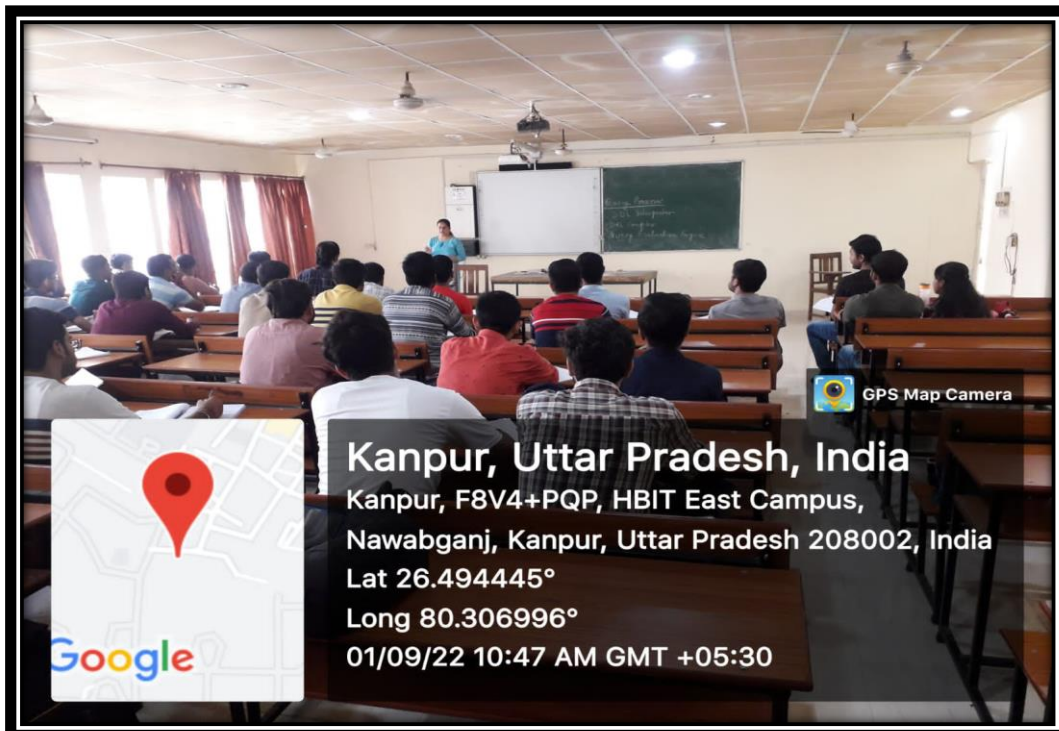 GPS Map Camera
Kanpur, Uttar Pradesh, India
Kanpur, F8V4+PQP, HBIT East Campus,
Nawabganj, Kanpur, Uttar Pradesh 208002, India
Lat 26.494445°
Long 80.306996°
01/09/22 10:47 AM GMT +05:30
Google